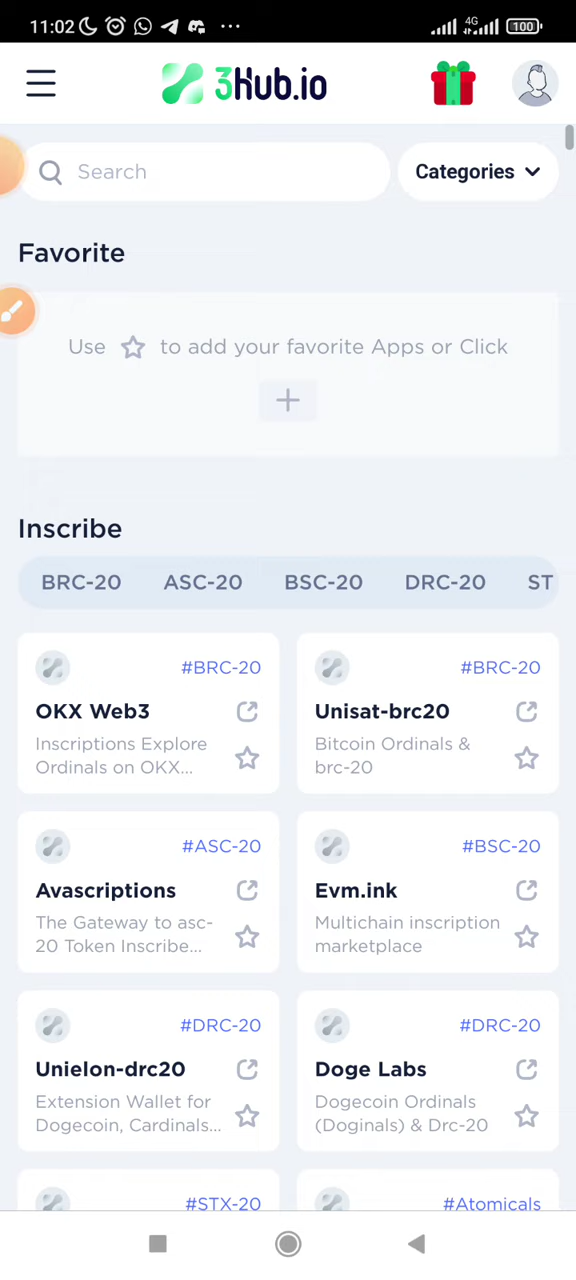 11:02 4G 100
3Hub.io
Search Categories
Favorite
Use to add your favorite Apps or Click
Inscribe
BRC-20 ASC-20 BSC-20 DRC-20 ST
#BRC-20
OKX Web3
Inscriptions Explore
Ordinals on OKX...
#BRC-20
Unisat-brc20
Bitcoin Ordinals &
brc-20
#ASC-20
Avascriptions
The Gateway to asc-
20 Token Inscribe...
#BSC-20
Evm.ink
Multichain inscription
marketplace
#DRC-20
Unielon-drc20
Extension Wallet for
Dogecoin, Cardinals...
#DRC-20
Doge Labs
Dogecoin Ordinals
(Doginals) & Drc-20
#STX-20
#Atomicals